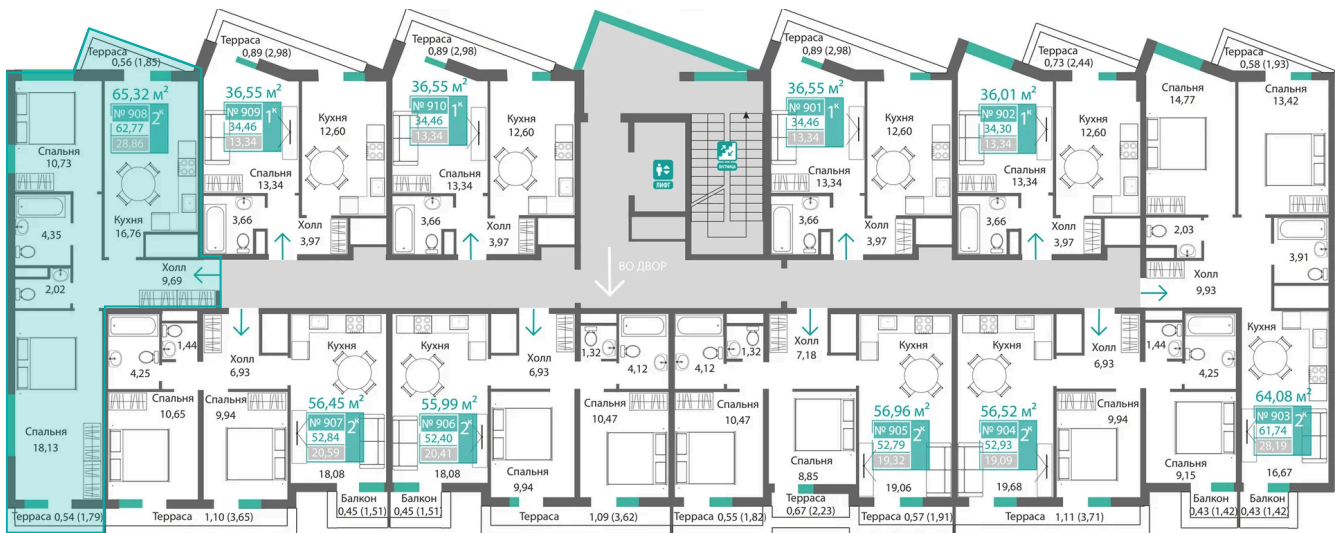 Терраса
0,56 (1,85)
65,32 м²
№ 908
62,77
28,86
2ᴷ
Спальня
10,73
Кухня
16,76
4,35
2,02
Холл
9,69
Спальня
18,13
Терраса 0,54 (1,79)
Терраса
0,89 (2,98)
36,55 м²
№ 909
34,46
13,34
1ᴷ
Кухня
12,60
Спальня
13,34
3,66
Холл
3,97
Терраса
0,89 (2,98)
36,55 м²
№ 910
34,46
13,34
1ᴷ
Кухня
12,60
Спальня
13,34
3,66
Холл
3,97
ЛИФТ
ВО ДВОР
Терраса
0,89 (2,98)
36,55 м²
№ 901
34,46
13,34
1ᴷ
Кухня
12,60
Спальня
13,34
3,66
Холл
3,97
Терраса
0,73 (2,44)
36,01 м²
№ 902
34,30
13,34
1ᴷ
Кухня
12,60
Спальня
13,34
3,66
Холл
3,97
Терраса
0,58 (1,93)
Спальня
14,77
Спальня
13,42
2,03
3,91
Холл
9,93
Кухня
64,08 м²
№ 903
61,74
28,19
2ᴷ
16,67
Балкон
0,43 (1,42)
1,44
4,25
Холл
6,93
Кухня
Спальня
10,65
Спальня
9,94
56,45 м²
№ 907
52,84
20,59
2ᴷ
18,08
Терраса
1,10 (3,65)
Балкон
0,45 (1,51)
Кухня
Холл
6,93
1,32
4,12
55,99 м²
№ 906
52,40
20,41
2ᴷ
18,08
Спальня
9,94
Спальня
10,47
Балкон
0,45 (1,51)
Терраса
1,09 (3,62)
4,12
1,32
Холл
7,18
Кухня
Спальня
10,47
Спальня
8,85
56,96 м²
№ 905
52,79
19,32
2ᴷ
19,06
Терраса
0,55 (1,82)
Терраса
0,67 (2,23)
Терраса
0,57 (1,91)
Кухня
Холл
6,93
1,44
4,25
56,52 м²
№ 904
52,93
19,09
2ᴷ
19,68
Спальня
9,94
Спальня
9,15
Терраса
1,11 (3,71)
Балкон
0,43 (1,42)